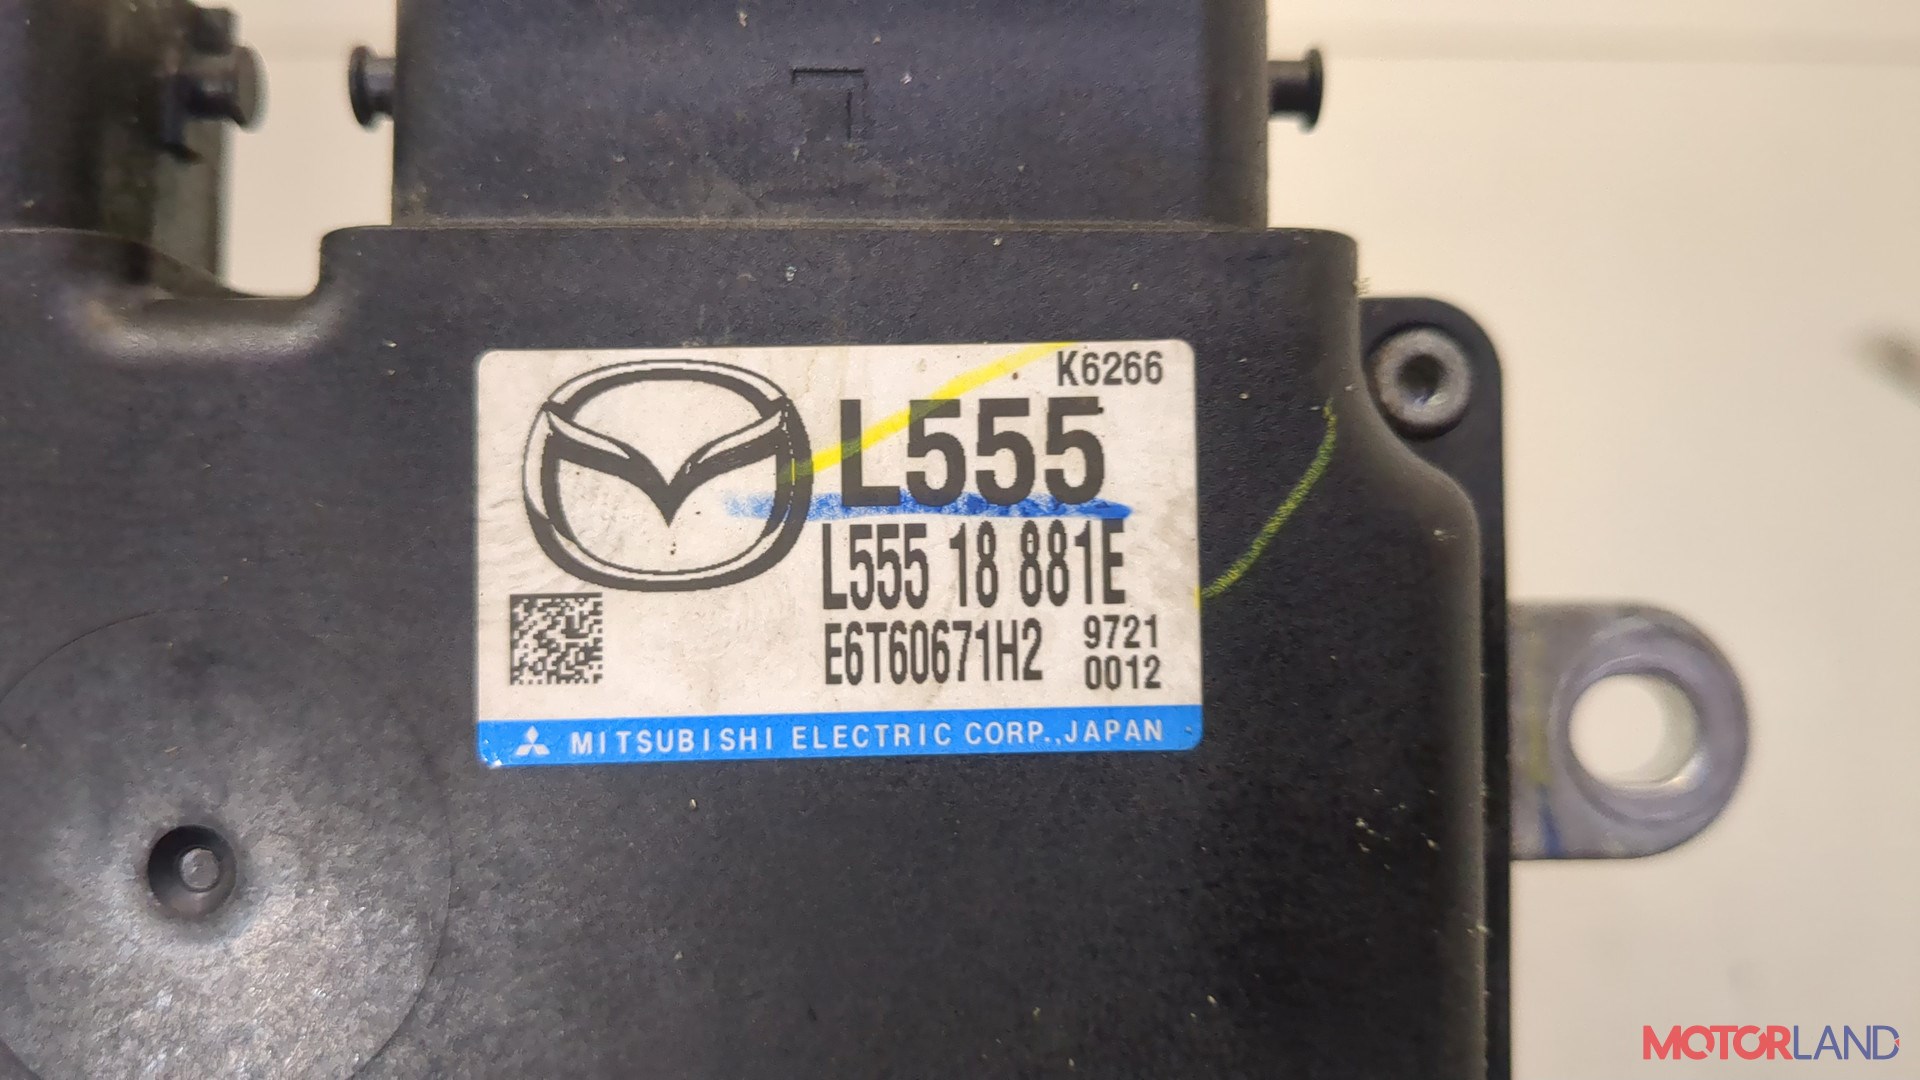 K6266
L555
L555 18 881E
E6T60671H2 9721
0012
MITSUBISHI ELECTRIC CORP.,JAPAN
MOTORLAND